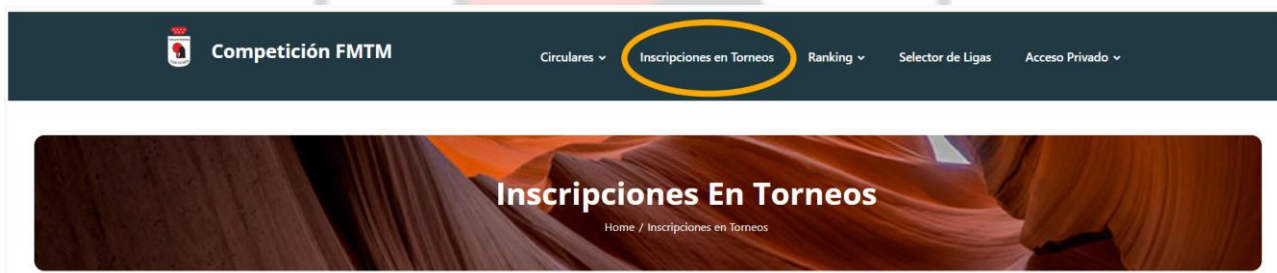 Competición FMTM
Circulares Inscripciones en Torneos Ranking Selector de Ligas Acceso Privado
Inscripciones En Torneos
Home / Inscripciones en Torneos